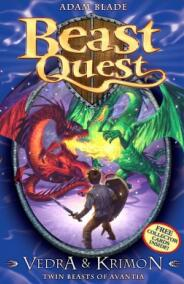 ADAM BLADE
Beast
Quest
FREE
COLLECTOR
CARDS
INSIDE!
VEDRA & KRIMON
TWIN BEASTS OF AVANTIA